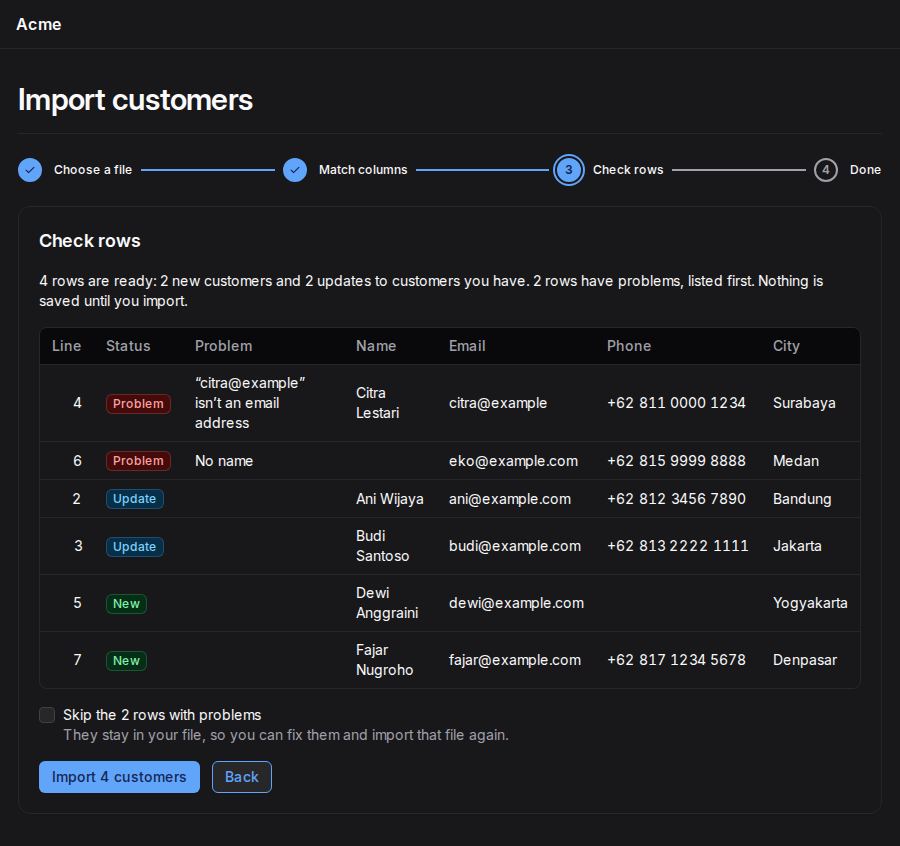 Acme
Import customers
Choose a file
Match columns
3 Check rows
4 Done
Check rows
4 rows are ready: 2 new customers and 2 updates to customers you have. 2 rows have problems, listed first. Nothing is
saved until you import.
Line Status Problem Name Email Phone City
4 Problem “citra@example” isn’t an email address Citra Lestari citra@example +62 811 0000 1234 Surabaya
6 Problem No name eko@example.com +62 815 9999 8888 Medan
2 Update Ani Wijaya ani@example.com +62 812 3456 7890 Bandung
3 Update Budi Santoso budi@example.com +62 813 2222 1111 Jakarta
5 New Dewi Anggraini dewi@example.com Yogyakarta
7 New Fajar Nugroho fajar@example.com +62 817 1234 5678 Denpasar
Skip the 2 rows with problems
They stay in your file, so you can fix them and import that file again.
Import 4 customers
Back